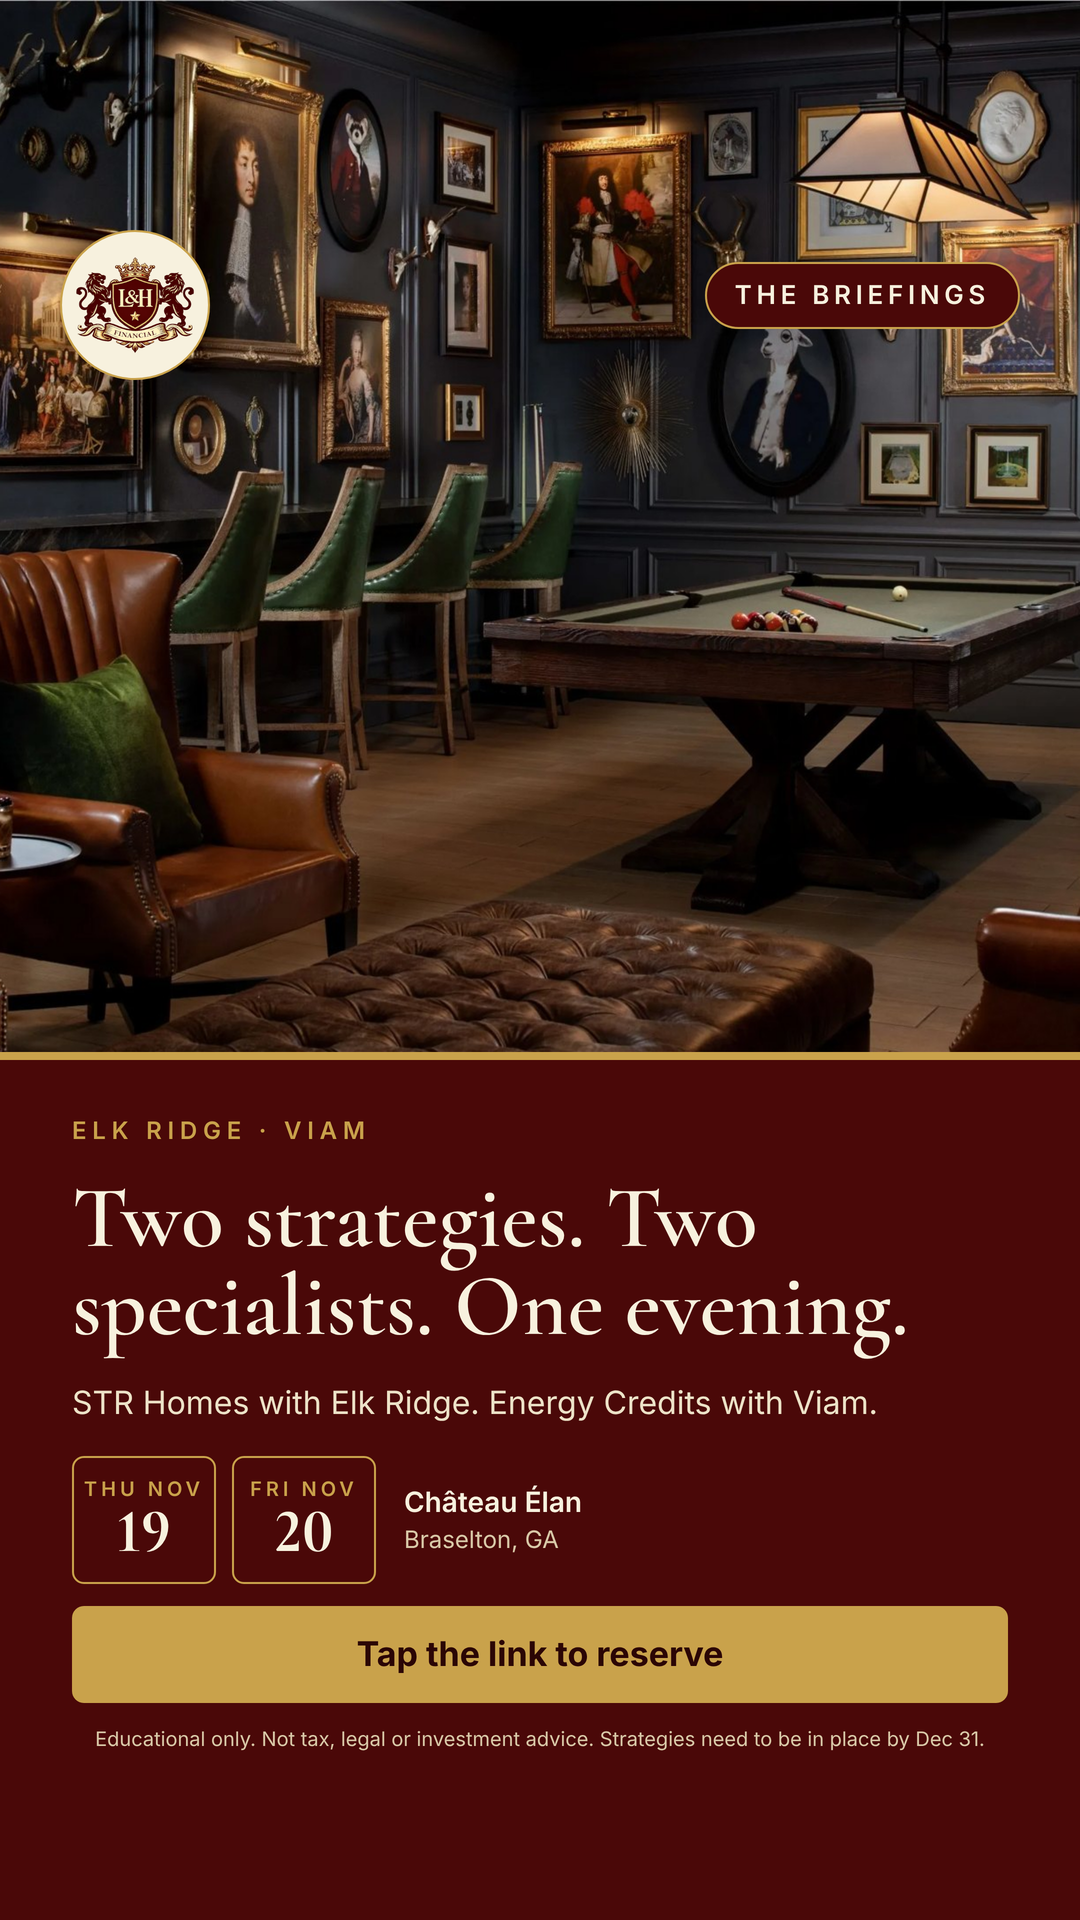 L&H
FINANCIAL
THE BRIEFINGS
K
K
ELK RIDGE · VIAM
Two strategies. Two
specialists. One evening.
STR Homes with Elk Ridge. Energy Credits with Viam.
THU NOV
19
FRI NOV
20
Château Élan
Braselton, GA
Tap the link to reserve
Educational only. Not tax, legal or investment advice. Strategies need to be in place by Dec 31.